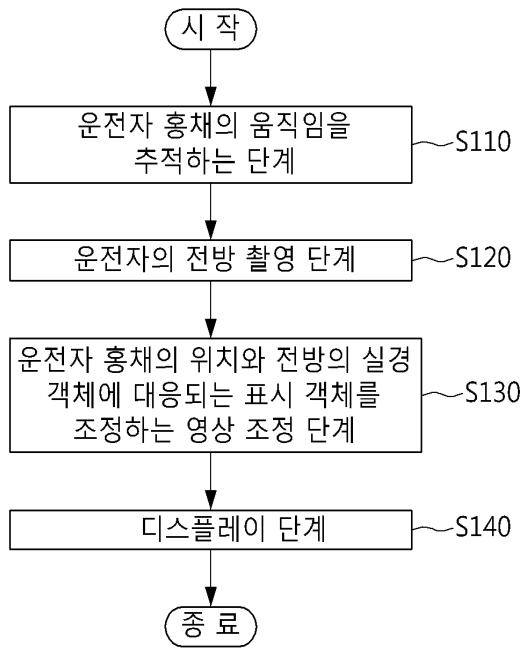 시 작
운전자 홍채의 움직임을
추적하는 단계
S110
운전자의 전방 촬영 단계
S120
운전자 홍채의 위치와 전방의 실경
객체에 대응되는 표시 객체를
조정하는 영상 조정 단계
S130
디스플레이 단계
S140
종 료